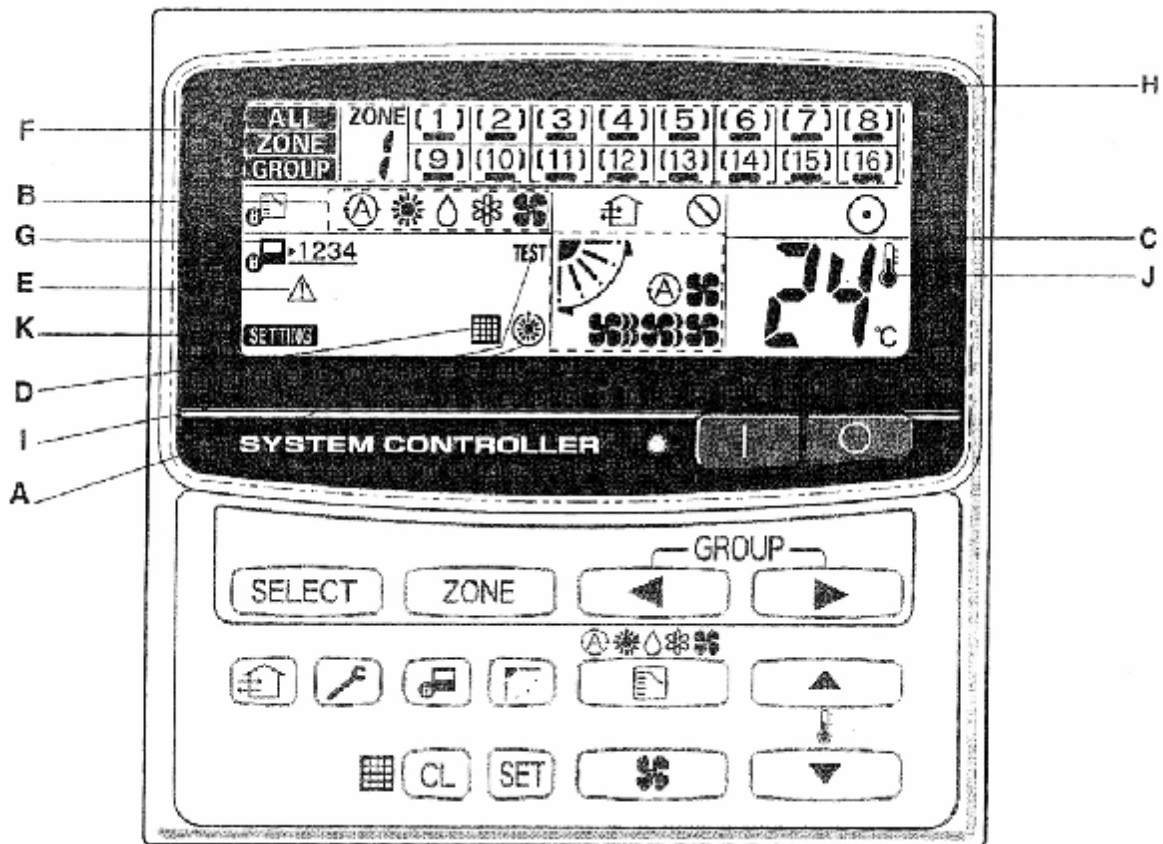 H
F
ALL ZONE (1) (2) (3) (4) (5) (6) (7) (8)
ZONE 1
GROUP (9) (10) (11) (12) (13) (14) (15) (16)
B
A
G
C
1234 TEST
J
E
A
24 °C
K
SETTING
D
I
SYSTEM CONTROLLER
A
GROUP
SELECT ZONE
A
CL SET